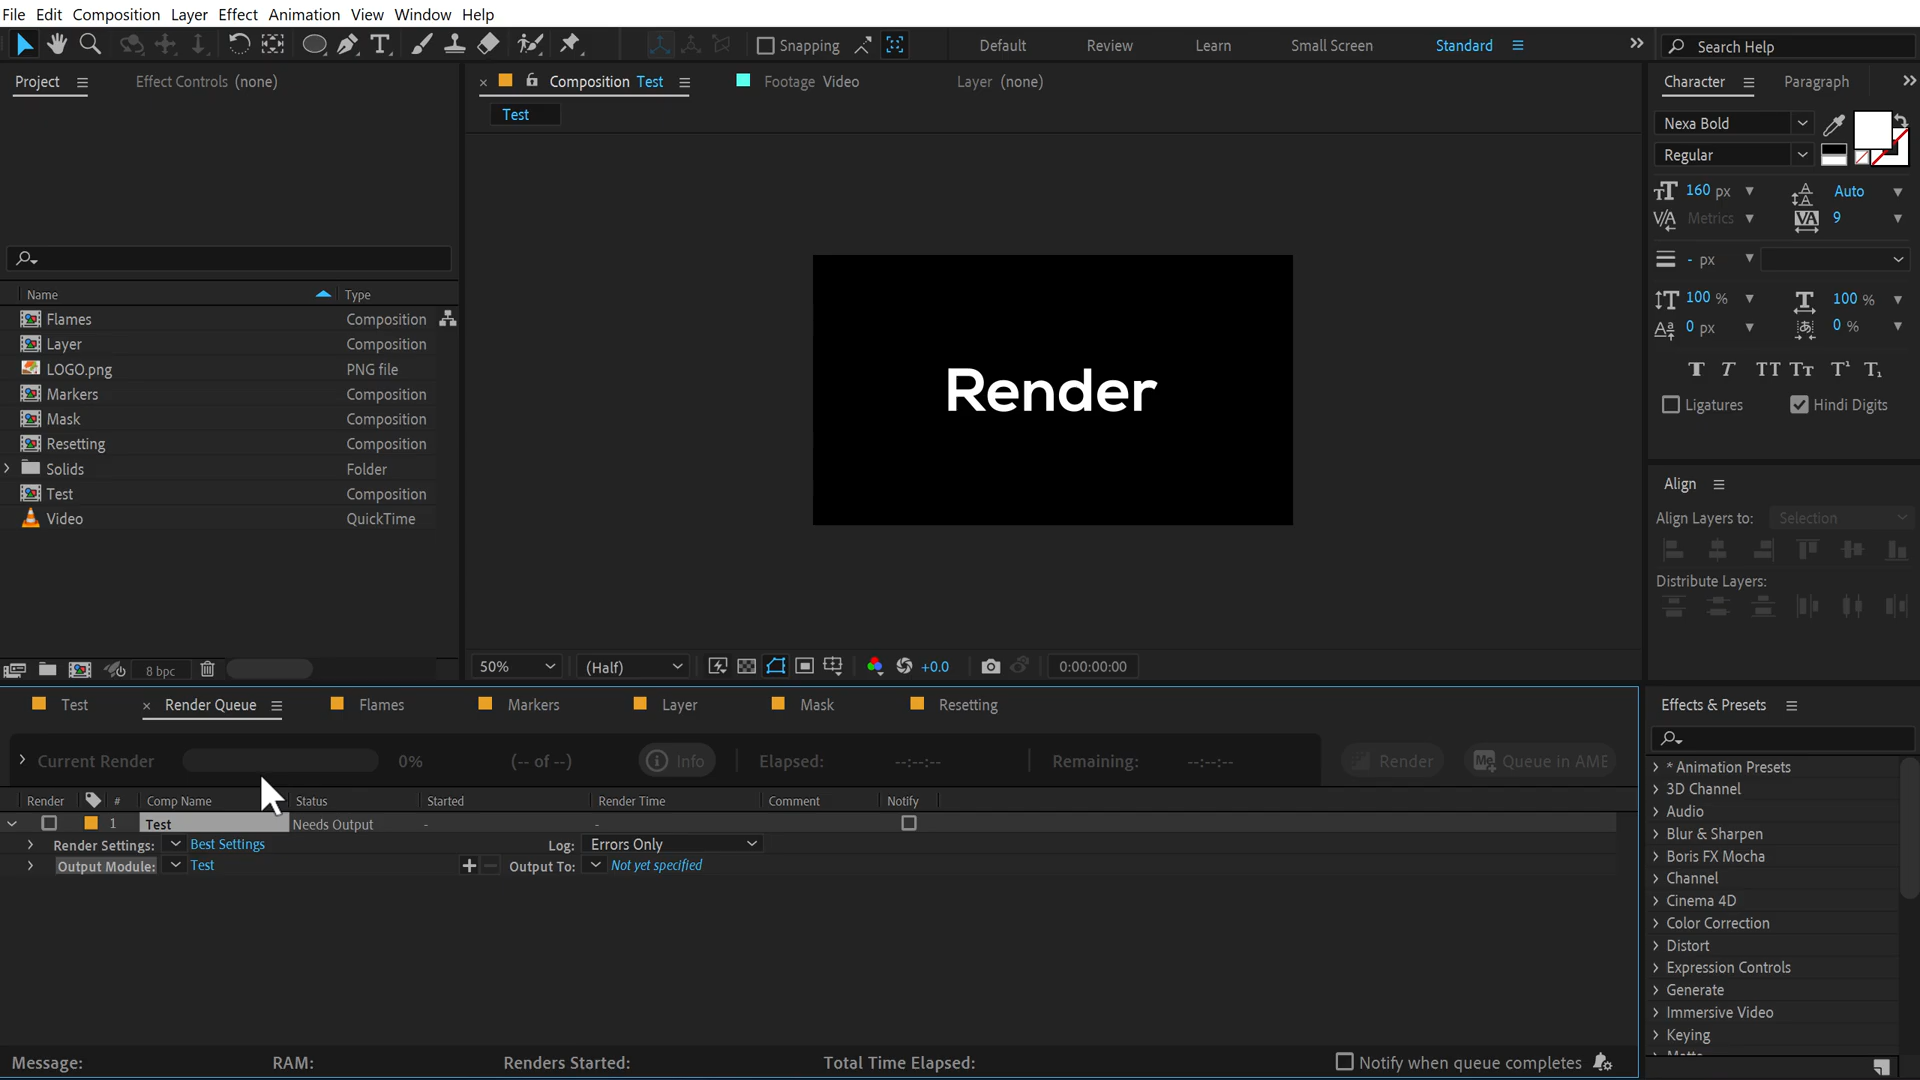 File Edit Composition Layer Effect Animation View Window Help
Snapping Default Review Learn Small Screen Standard Search Help
Project Effect Controls (none)
Composition Test Footage Video Layer (none)
Test
Name Type
Flames Composition
Layer Composition
LOGO.png PNG file
Markers Composition
Mask Composition
Resetting Composition
Solids Folder
Test Composition
Video QuickTime
8 bpc
Render
50% (Half) +0.0 0:00:00:00
Character Paragraph
Nexa Bold
Regular
160 px Auto
Metrics 9
- px
100 % 100 %
0 px 0 %
Ligatures Hindi Digits
Align
Align Layers to: Selection
Distribute Layers:
Test Render Queue Flames Markers Layer Mask Resetting
Current Render 0% (-- of --) Info Elapsed: --:--:-- Remaining: --:--:-- Render Queue in AME
Render # Comp Name Status Started Render Time Comment Notify
1 Test Needs Output - -
Render Settings: Best Settings Log: Errors Only
Output Module: Test Output To: Not yet specified
Message: RAM: Renders Started: Total Time Elapsed: Notify when queue completes
Effects & Presets
* Animation Presets
3D Channel
Audio
Blur & Sharpen
Boris FX Mocha
Channel
Cinema 4D
Color Correction
Distort
Expression Controls
Generate
Immersive Video
Keying